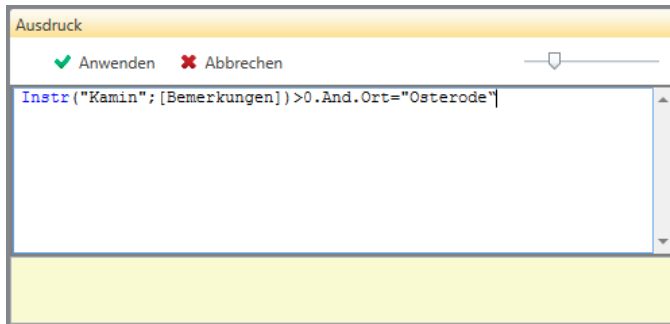 Ausdruck
Anwenden Abbrechen
Instr("Kamin";[Bemerkungen])>0.And.Ort="Osterode“